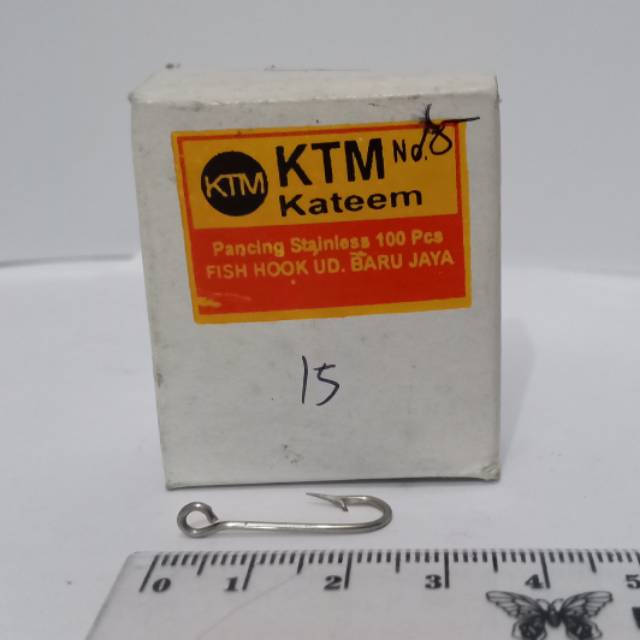 KTM
KTM No.
Kateem
Pancing Stainless 100 Pcs
FISH HOOK UD. BARU JAYA
15
0 1 2 3 4 5